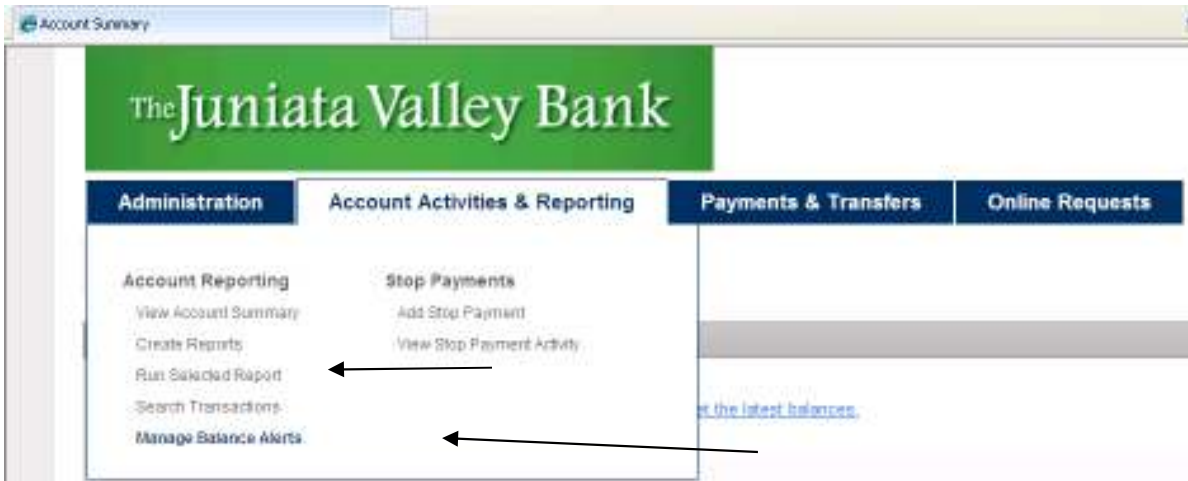 Account Summary
The Juniata Valley Bank
Administration
Account Activities & Reporting
Payments & Transfers
Online Requests
Account Reporting
View Account Summary
Create Reports
Run Selected Report
Search Transactions
Manage Balance Alerts
Stop Payments
Add Stop Payment
View Stop Payment Activity
the latest balances.